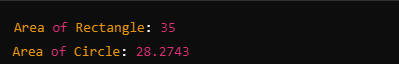 Area of Rectangle: 35
Area of Circle: 28.2743